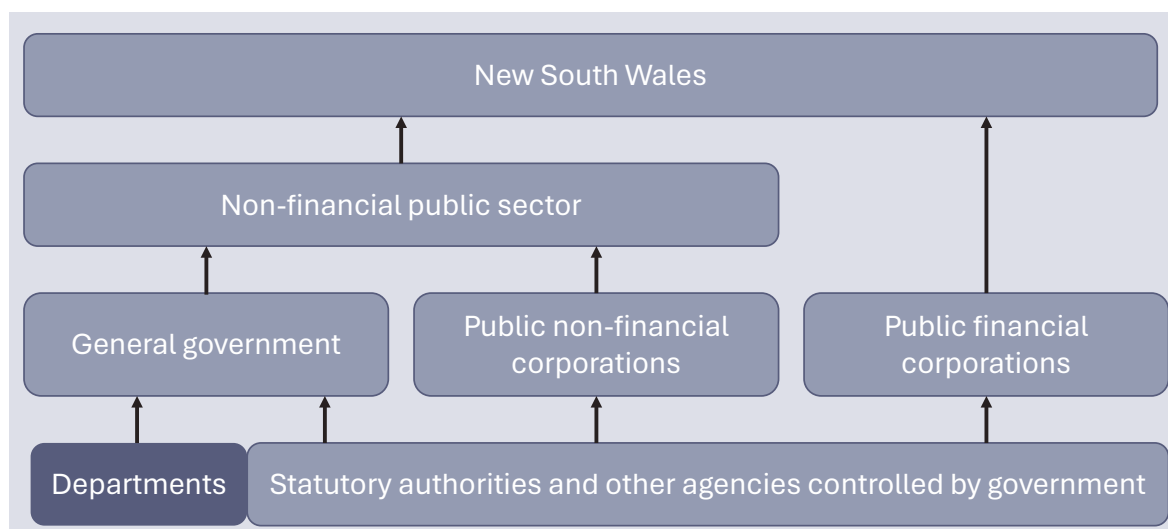 New South Wales
Non-financial public sector
General government
Public non-financial
corporations
Public financial
corporations
Departments
Statutory authorities and other agencies controlled by government